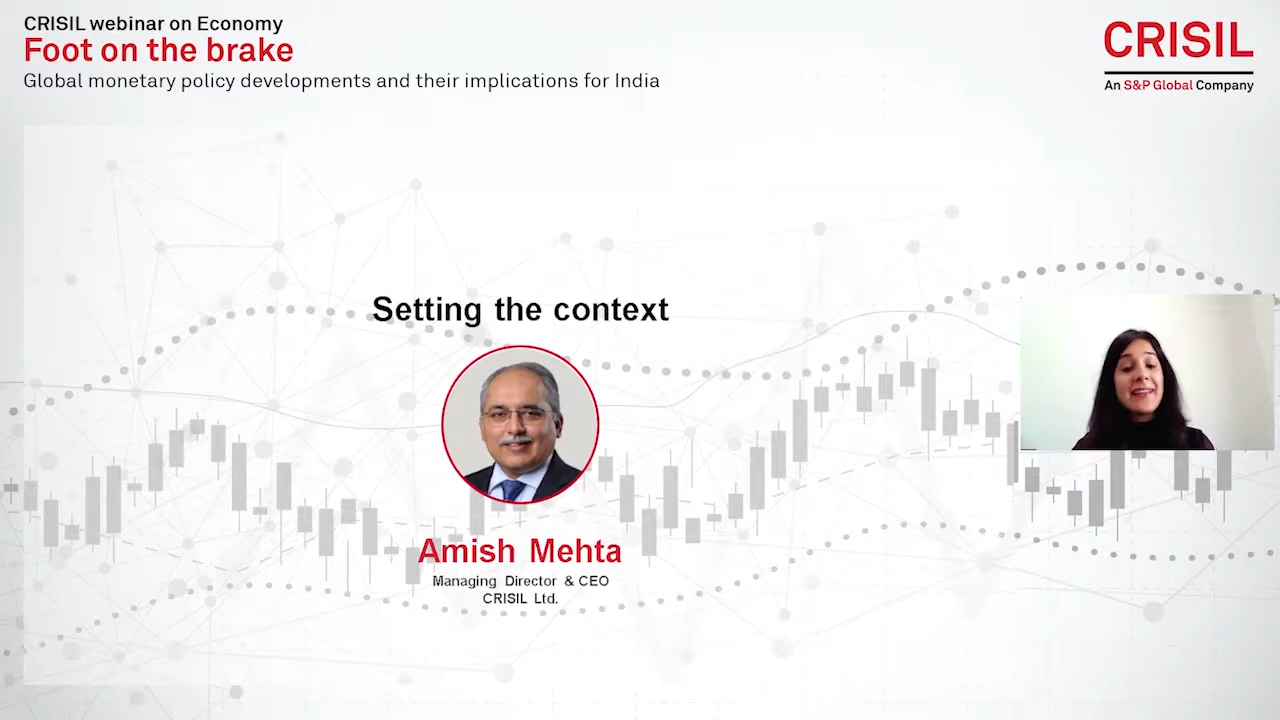 CRISIL webinar on Economy
Foot on the brake
Global monetary policy developments and their implications for India
CRISIL
An S&P Global Company
Setting the context
Amish Mehta
Managing Director & CEO
CRISIL Ltd.